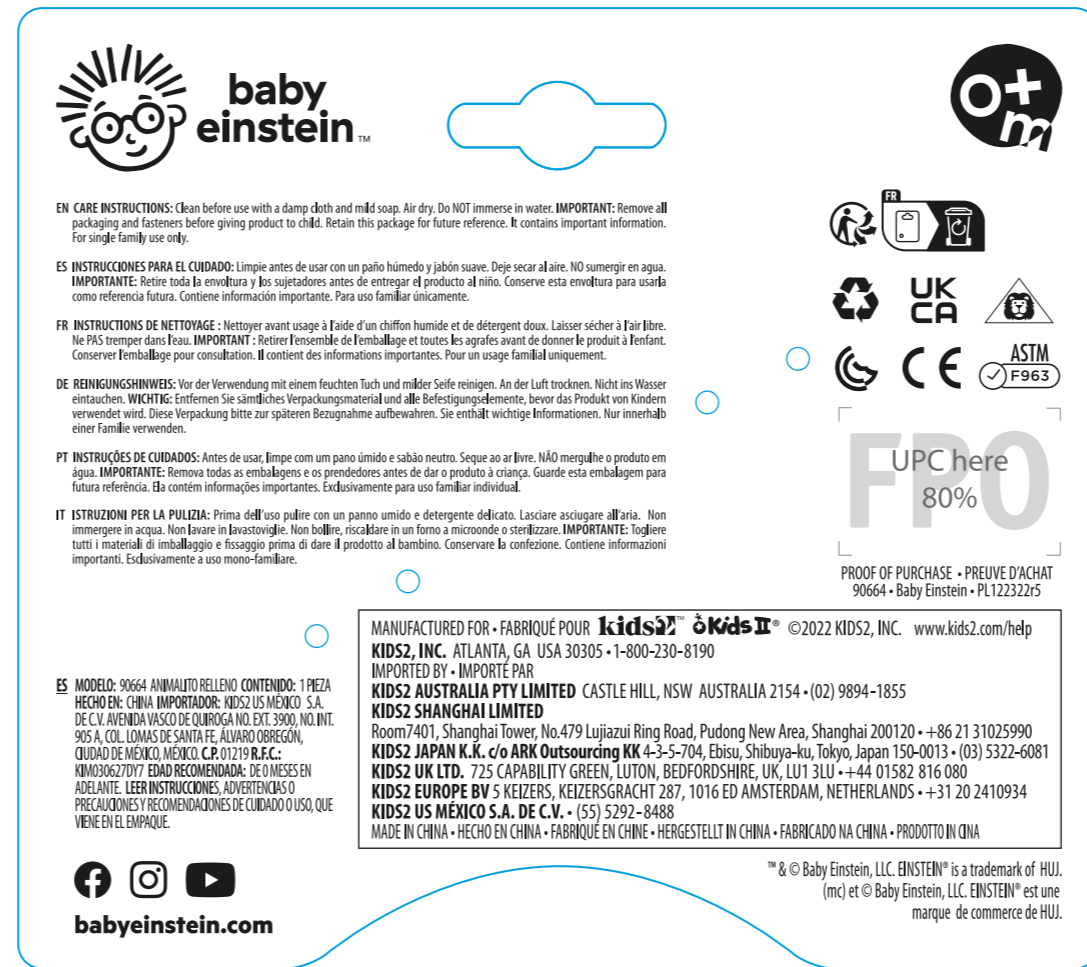 baby
einstein™
o+m
EN CARE INSTRUCTIONS: Clean before use with a damp cloth and mild soap. Air dry. Do NOT immerse in water. IMPORTANT: Remove all
packaging and fasteners before giving product to child. Retain this package for future reference. It contains important information.
For single family use only.
ES INSTRUCCIONES PARA EL CUIDADO: Limpie antes de usar con un paño húmedo y jabón suave. Deje secar al aire. NO sumergir en agua.
IMPORTANTE: Retire toda la envoltura y los sujetadores antes de entregar el producto al niño. Conserve esta envoltura para usarla
como referencia futura. Contiene información importante. Para uso familiar únicamente.
FR INSTRUCTIONS DE NETTOYAGE : Nettoyer avant usage à l'aide d'un chiffon humide et de détergent doux. Laisser sécher à l'air libre.
Ne PAS tremper dans l'eau. IMPORTANT : Retirer l'ensemble de l'emballage et toutes les agrafes avant de donner le produit à l'enfant.
Conserver l'emballage pour consultation. Il contient des informations importantes. Pour un usage familial uniquement.
DE REINIGUNGSHINWEIS: Vor der Verwendung mit einem feuchten Tuch und milder Seife reinigen. An der Luft trocknen. Nicht ins Wasser
eintauchen. WICHTIG: Entfernen Sie sämtliches Verpackungsmaterial und alle Befestigungselemente, bevor das Produkt von Kindern
verwendet wird. Diese Verpackung bitte zur späteren Bezugnahme aufbewahren. Sie enthält wichtige Informationen. Nur innerhalb
einer Familie verwenden.
PT INSTRUÇÕES DE CUIDADOS: Antes de usar, limpe com um pano úmido e sabão neutro. Seque ao ar livre. NÃO mergulhe o produto em
água. IMPORTANTE: Remova todas as embalagens e os prendedores antes de dar o produto à criança. Guarde esta embalagem para
futura referência. Ela contém informações importantes. Exclusivamente para uso familiar individual.
IT ISTRUZIONI PER LA PULIZIA: Prima dell'uso pulire con un panno umido e detergente delicato. Lasciare asciugare all'aria. Non
immergere in acqua. Non lavare in lavastoviglie. Non bollire, riscaldare in un forno a microonde o sterilizzare. IMPORTANTE: Togliere
tutti i materiali di imballaggio e fissaggio prima di dare il prodotto al bambino. Conservare la confezione. Contiene informazioni
importanti. Esclusivamente a uso mono-familiare.
FR
UK
CA
CE
ASTM
F963
FPO
UPC here
80%
PROOF OF PURCHASE • PREUVE D'ACHAT
90664 • Baby Einstein • PL122322r5
MANUFACTURED FOR • FABRIQUÉ POUR kids2™ Kids II® ©2022 KIDS2, INC. www.kids2.com/help
KIDS2, INC. ATLANTA, GA USA 30305 • 1-800-230-8190
IMPORTED BY • IMPORTÉ PAR
KIDS2 AUSTRALIA PTY LIMITED CASTLE HILL, NSW AUSTRALIA 2154 • (02) 9894-1855
KIDS2 SHANGHAI LIMITED
Room7401, Shanghai Tower, No.479 Lujiazui Ring Road, Pudong New Area, Shanghai 200120 • +86 21 31025990
KIDS2 JAPAN K.K. c/o ARK Outsourcing KK 4-3-5-704, Ebisu, Shibuya-ku, Tokyo, Japan 150-0013 • (03) 5322-6081
KIDS2 UK LTD. 725 CAPABILITY GREEN, LUTON, BEDFORDSHIRE, UK, LU1 3LU • +44 01582 816 080
KIDS2 EUROPE BV 5 KEIZERS, KEIZERSGRACHT 287, 1016 ED AMSTERDAM, NETHERLANDS • +31 20 2410934
KIDS2 US MÉXICO S.A. DE C.V. • (55) 5292-8488
MADE IN CHINA • HECHO EN CHINA • FABRIQUÉ EN CHINE • HERGESTELLT IN CHINA • FABRICADO NA CHINA • PRODOTTO IN CINA
ES MODELO: 90664 ANIMALITO RELLENO CONTENIDO: 1 PIEZA
HECHO EN: CHINA IMPORTADOR: KIDS2 US MÉXICO S.A.
DE C.V. AVENIDA VASCO DE QUIROGA NO. EXT. 3900, NO. INT.
905 A, COL. LOMAS DE SANTA FE, ÁLVARO OBREGÓN,
CIUDAD DE MÉXICO, MÉXICO. C.P. 01219 R.F.C.:
KIM030627DY7 EDAD RECOMENDADA: DE 0 MESES EN
ADELANTE. LEER INSTRUCCIONES, ADVERTENCIAS O
PRECAUCIONES Y RECOMENDACIONES DE CUIDADO O USO, QUE
VIENE EN EL EMPAQUE.
babyeinstein.com
™ & © Baby Einstein, LLC. EINSTEIN® is a trademark of HUJ.
(mc) et © Baby Einstein, LLC. EINSTEIN® est une
marque de commerce de HUJ.